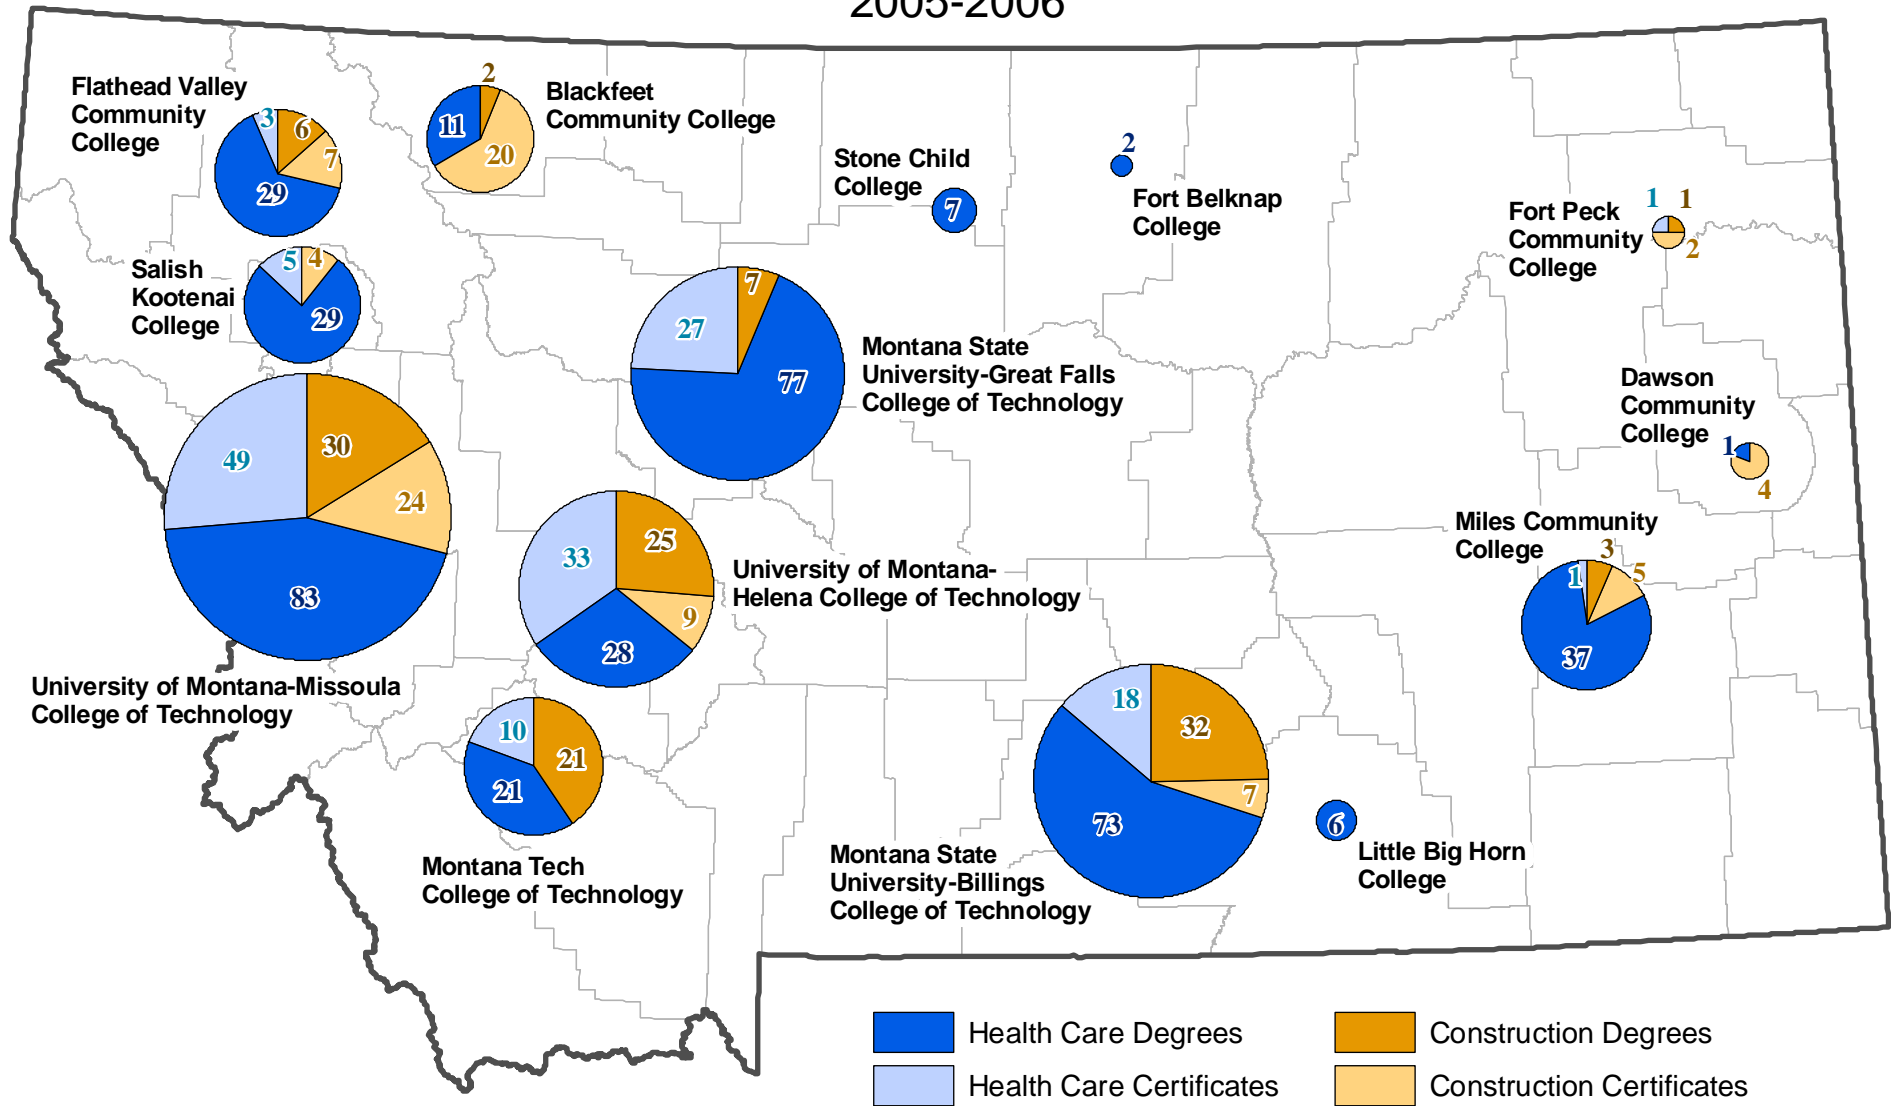 2005-2006
Flathead Valley
Community
College
3
6
7
29
2
Blackfeet
Community College
11
20
Stone Child
College
7
2
Fort Belknap
College
Fort Peck
Community
College
1
1
2
Salish
Kootenai
College
5
4
29
7
27
77
Montana State
University-Great Falls
College of Technology
Dawson
Community
College
1
4
49
30
24
83
University of Montana-Missoula
College of Technology
33
25
9
28
University of Montana-
Helena College of Technology
Miles Community
College
3
1
5
37
10
21
21
Montana Tech
College of Technology
18
32
7
73
Montana State
University-Billings
College of Technology
6
Little Big Horn
College
Health Care Degrees
Construction Degrees
Health Care Certificates
Construction Certificates